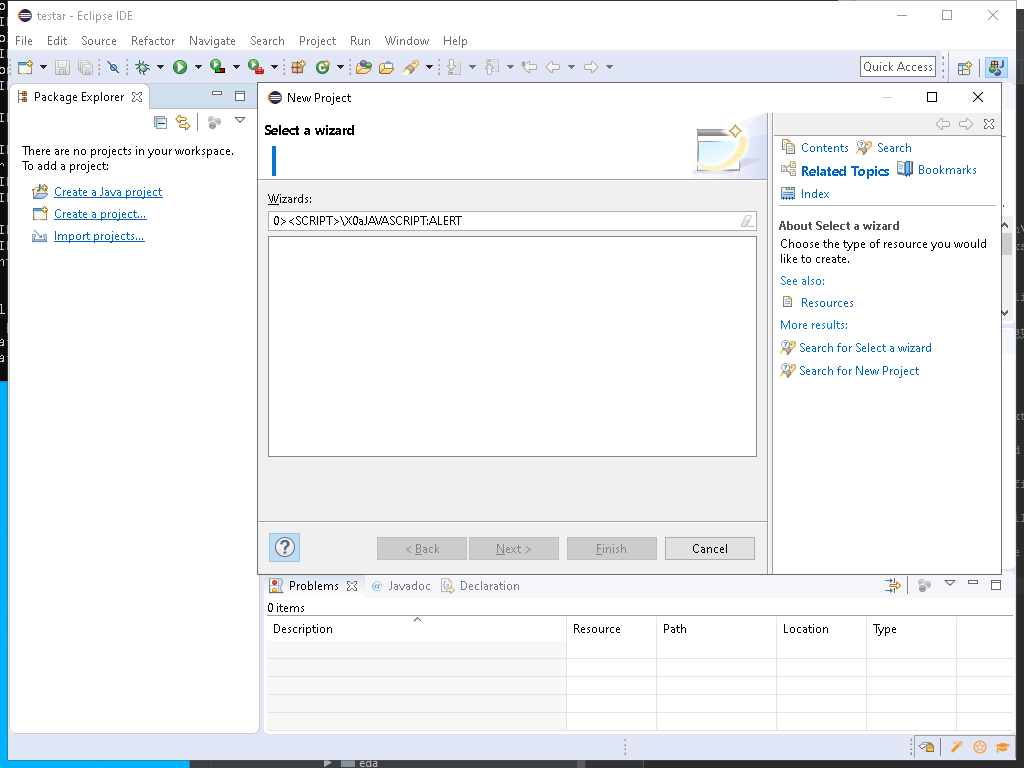 testar - Eclipse IDE
File Edit Source Refactor Navigate Search Project Run Window Help
Quick Access
Package Explorer
There are no projects in your workspace.
To add a project:
Create a Java project
Create a project...
Import projects...
New Project
Select a wizard
Wizards:
0><SCRIPT>\X0aJAVASCRIPT:ALERT
< Back
Next >
Finish
Cancel
Contents Search
Related Topics Bookmarks
Index
About Select a wizard
Choose the type of resource you would
like to create.
See also:
Resources
More results:
Search for Select a wizard
Search for New Project
Problems Javadoc Declaration
0 items
Description Resource Path Location Type
eda